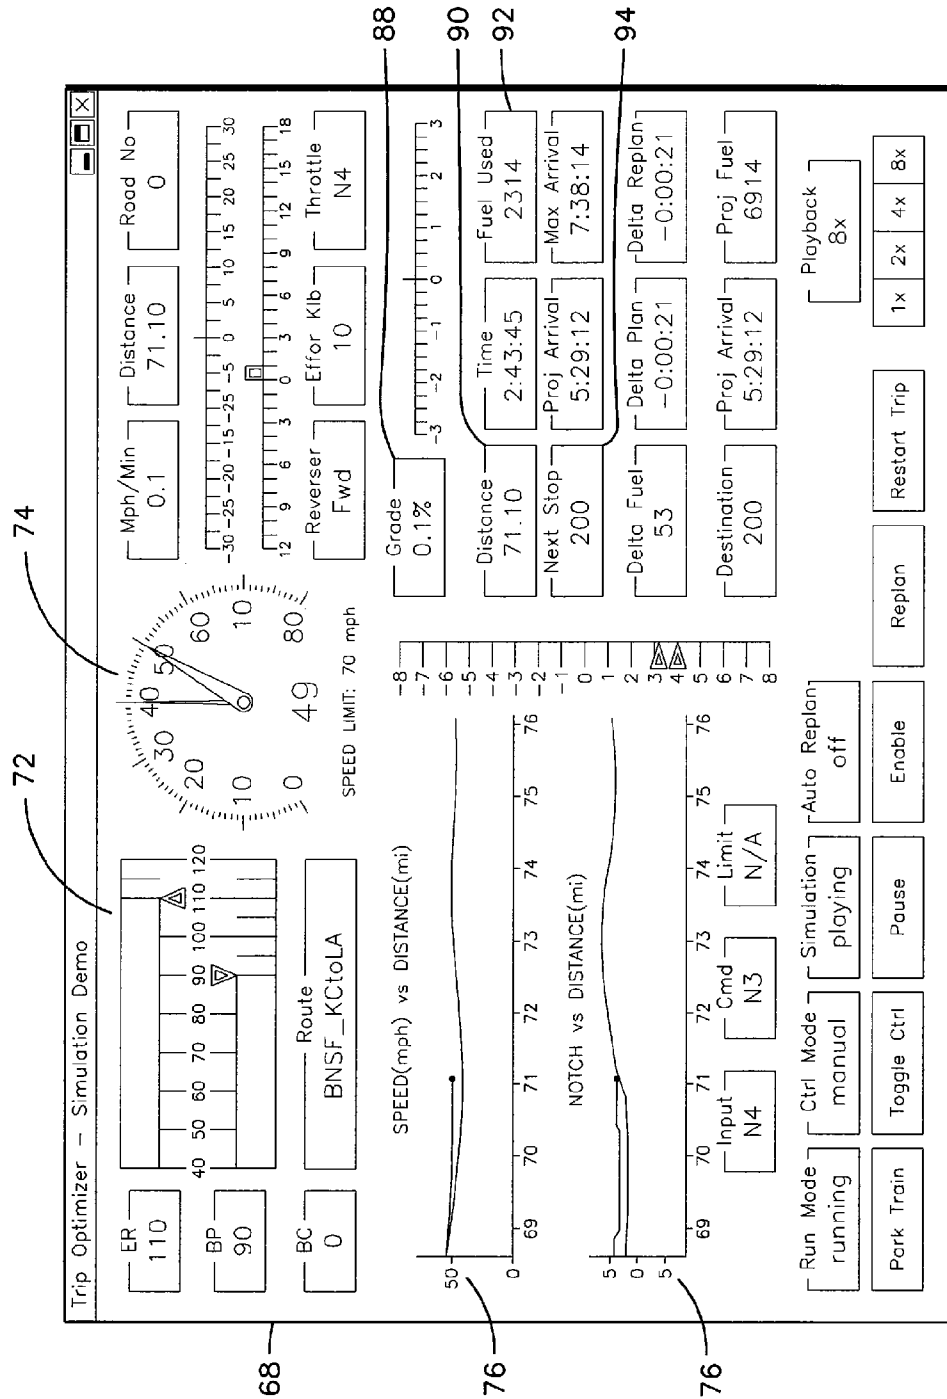 72
74
Trip Optimizer – Simulation Demo
68
ER
110
BP
90
BC
0
40 50 60 70 80 90 100 110 120
Route
BNSF_KCtoLA
0 10 20 30 40 50 60 10 80
49
SPEED LIMIT: 70 mph
Mph/Min
0.1
Distance
71.10
Road No
0
-30 -25 -20 -15 -25 -5 0 5 10 15 20 25 30
12 9 6 3 0 3 6 9 12 15 18
Reverser
Fwd
Effor Klb
10
Throttle
N4
88
90
92
94
76
SPEED(mph) vs DISTANCE(mi)
50
0
69 70 71 72 73 74 75 76
76
NOTCH vs DISTANCE(mi)
5
0
5
69 70 71 72 73 74 75 76
Input
N4
Cmd
N3
Limit
N/A
-8
-7
-6
-5
-4
-3
-2
-1
0
1
2
3
4
5
6
7
8
Grade
0.1%
-3 -2 -1 0 1 2 3
Distance
71.10
Time
2:43:45
Fuel Used
2314
Next Stop
200
Proj Arrival
5:29:12
Max Arrival
7:38:14
Delta Fuel
53
Delta Plan
-0:00:21
Delta Replan
-0:00:21
Destination
200
Proj Arrival
5:29:12
Proj Fuel
6914
Run Mode
running
Ctrl Mode
manual
Simulation
playing
Auto Replan
off
Playback
8x
Park Train
Toggle Ctrl
Pause
Enable
Replan
Restart Trip
1x 2x 4x 8x